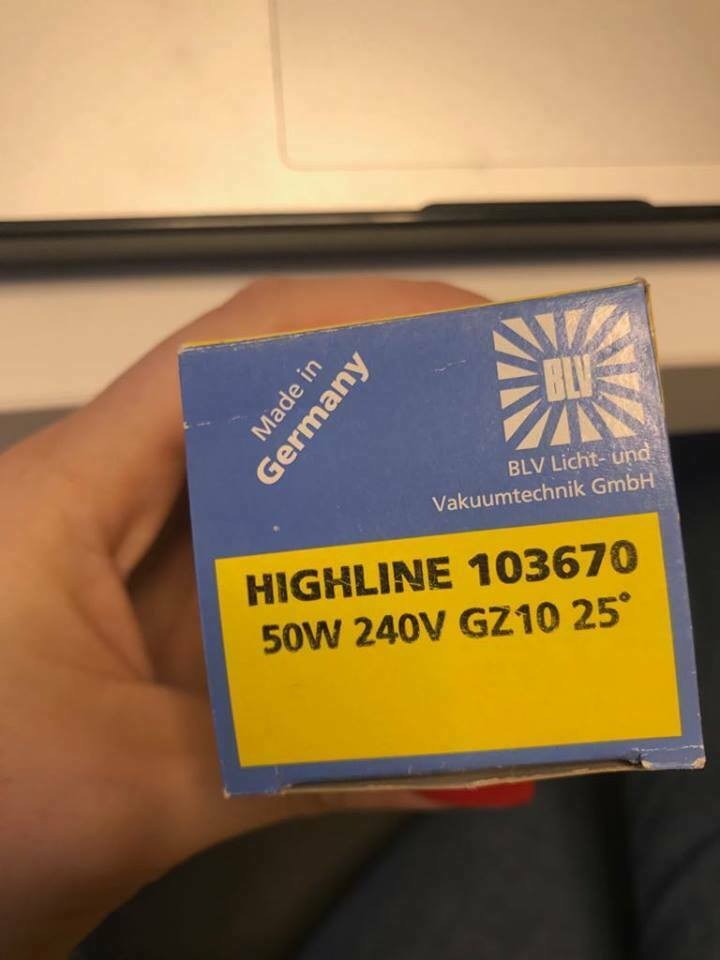 Made in
Germany
BLV
BLV Licht- und
Vakuumtechnik GmbH
HIGHLINE 103670
50W 240V GZ10 25°